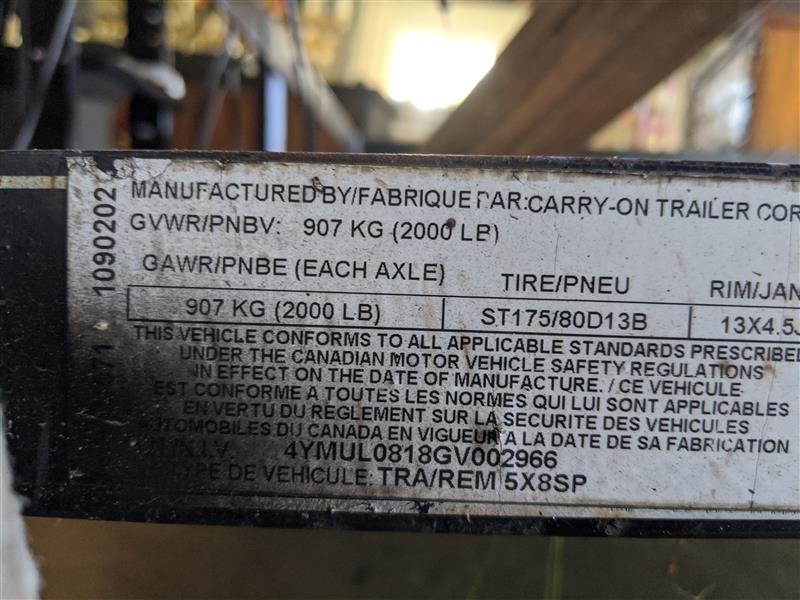 MANUFACTURED BY/FABRIQUE PAR:CARRY-ON TRAILER COR
GVWR/PNBV: 907 KG (2000 LB)
GAWR/PNBE (EACH AXLE) TIRE/PNEU RIM/JAN
907 KG (2000 LB) ST175/80D13B 13X4.5J
THIS VEHICLE CONFORMS TO ALL APPLICABLE STANDARDS PRESCRIBED
UNDER THE CANADIAN MOTOR VEHICLE SAFETY REGULATIONS
IN EFFECT ON THE DATE OF MANUFACTURE. / CE VEHICULE
EST CONFORME A TOUTES LES NORMES QUI LUI SONT APPLICABLES
EN VERTU DU REGLEMENT SUR LA SECURITE DES VEHICULES
AUTOMOBILES DU CANADA EN VIGUEUR A LA DATE DE SA FABRICATION
N.I.V. 4YMUL0818GV002966
TYPE DE VEHICULE: TRA/REM 5X8SP
1090202